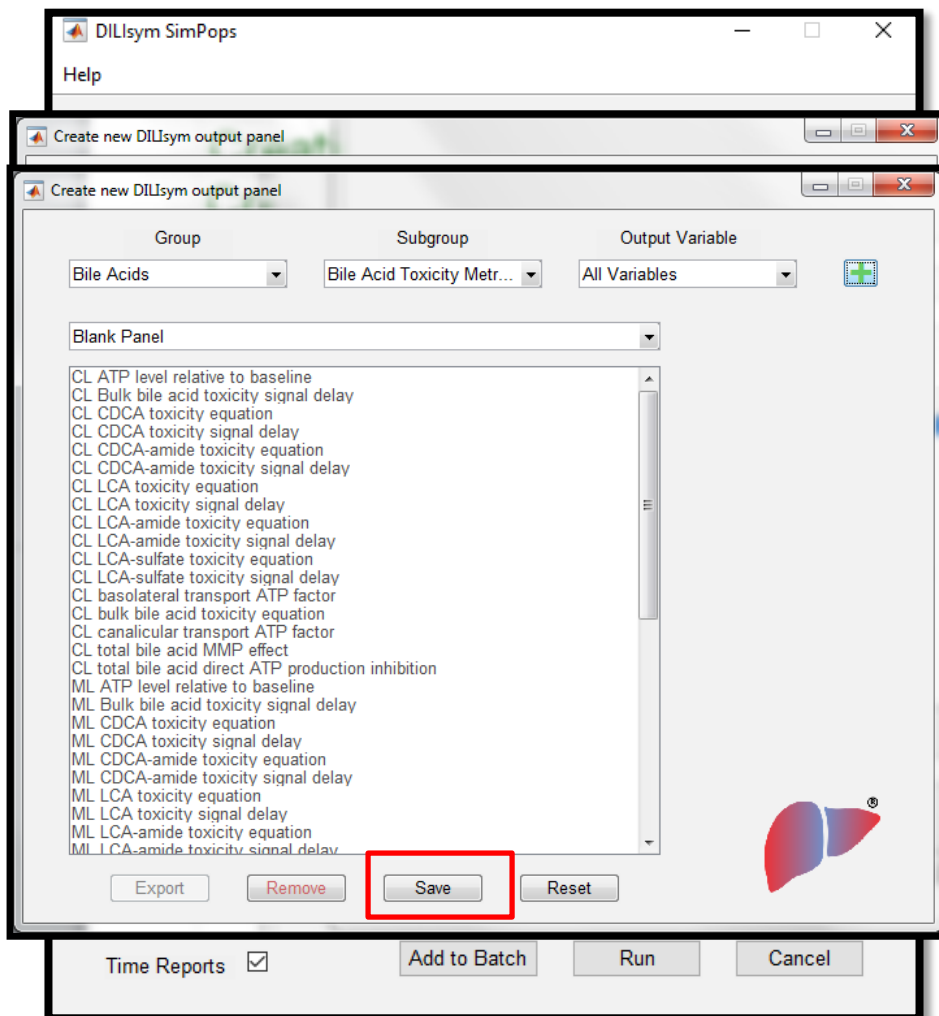 DILIsym SimPops
Help
Create new DILIsym output panel
Create new DILIsym output panel
Group Subgroup Output Variable
Bile Acids Bile Acid Toxicity Metr... All Variables
Blank Panel
CL ATP level relative to baseline
CL Bulk bile acid toxicity signal delay
CL CDCA toxicity equation
CL CDCA toxicity signal delay
CL CDCA-amide toxicity equation
CL CDCA-amide toxicity signal delay
CL LCA toxicity equation
CL LCA toxicity signal delay
CL LCA-amide toxicity equation
CL LCA-amide toxicity signal delay
CL LCA-sulfate toxicity equation
CL LCA-sulfate toxicity signal delay
CL basolateral transport ATP factor
CL bulk bile acid toxicity equation
CL canalicular transport ATP factor
CL total bile acid MMP effect
CL total bile acid direct ATP production inhibition
ML ATP level relative to baseline
ML Bulk bile acid toxicity signal delay
ML CDCA toxicity equation
ML CDCA toxicity signal delay
ML CDCA-amide toxicity equation
ML CDCA-amide toxicity signal delay
ML LCA toxicity equation
ML LCA toxicity signal delay
ML LCA-amide toxicity equation
ML LCA-amide toxicity signal delay
®
Export Remove Save Reset
Time Reports Add to Batch Run Cancel